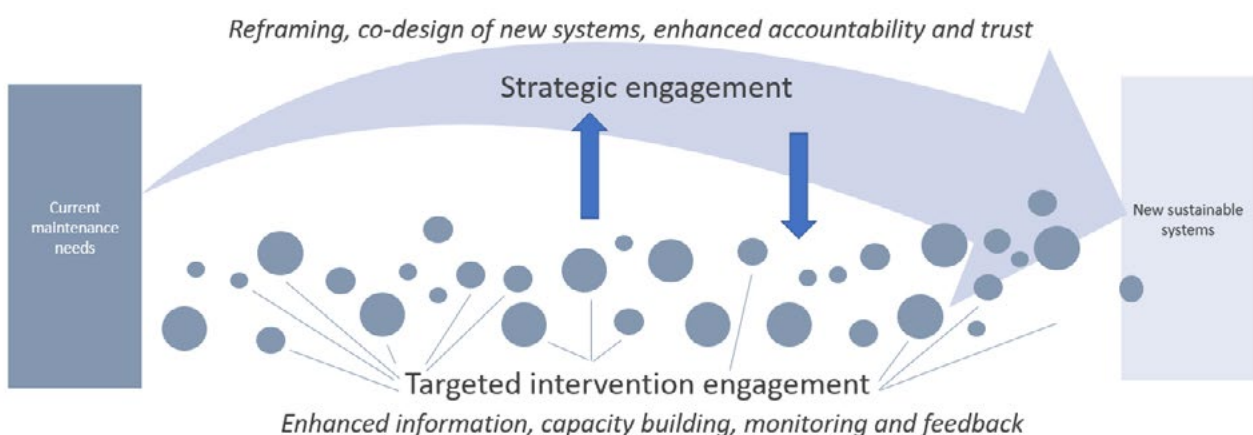 Reframing, co-design of new systems, enhanced accountability and trust
Strategic engagement
Current
maintenance
needs
New sustainable
systems
Targeted intervention engagement
Enhanced information, capacity building, monitoring and feedback